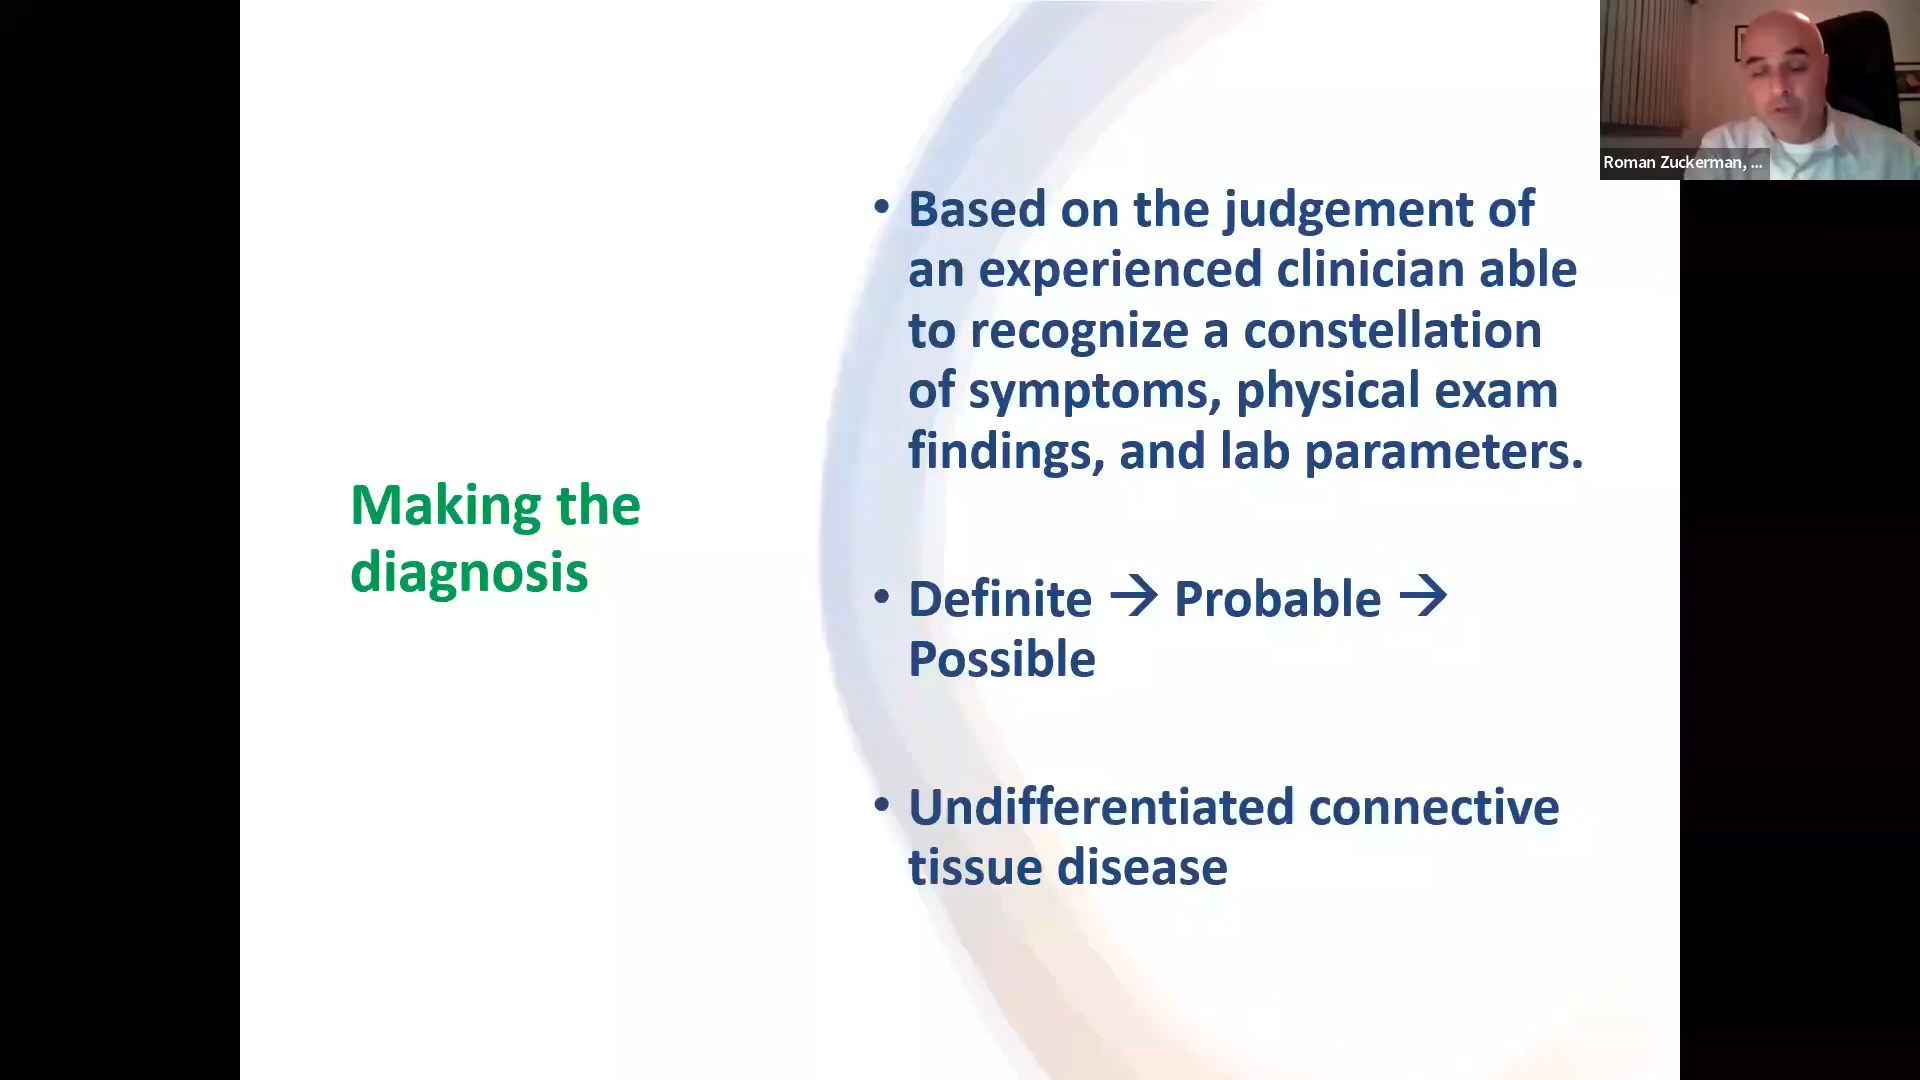 Roman Zuckerman, ...
Making the
diagnosis
• Based on the judgement of
an experienced clinician able
to recognize a constellation
of symptoms, physical exam
findings, and lab parameters.
• Definite → Probable →
Possible
• Undifferentiated connective
tissue disease